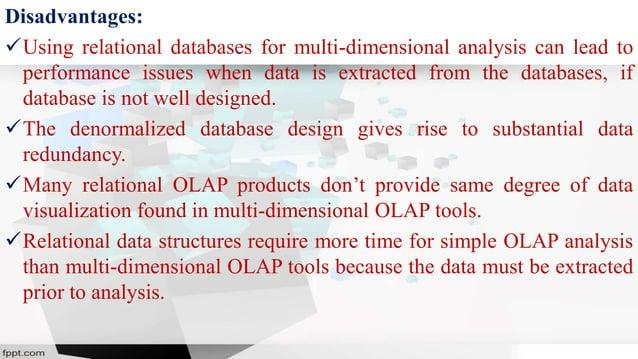 Disadvantages:
✓Using relational databases for multi-dimensional analysis can lead to
performance issues when data is extracted from the databases, if
database is not well designed.
✓The denormalized database design gives rise to substantial data
redundancy.
✓Many relational OLAP products don’t provide same degree of data
visualization found in multi-dimensional OLAP tools.
✓Relational data structures require more time for simple OLAP analysis
than multi-dimensional OLAP tools because the data must be extracted
prior to analysis.
fppt.com